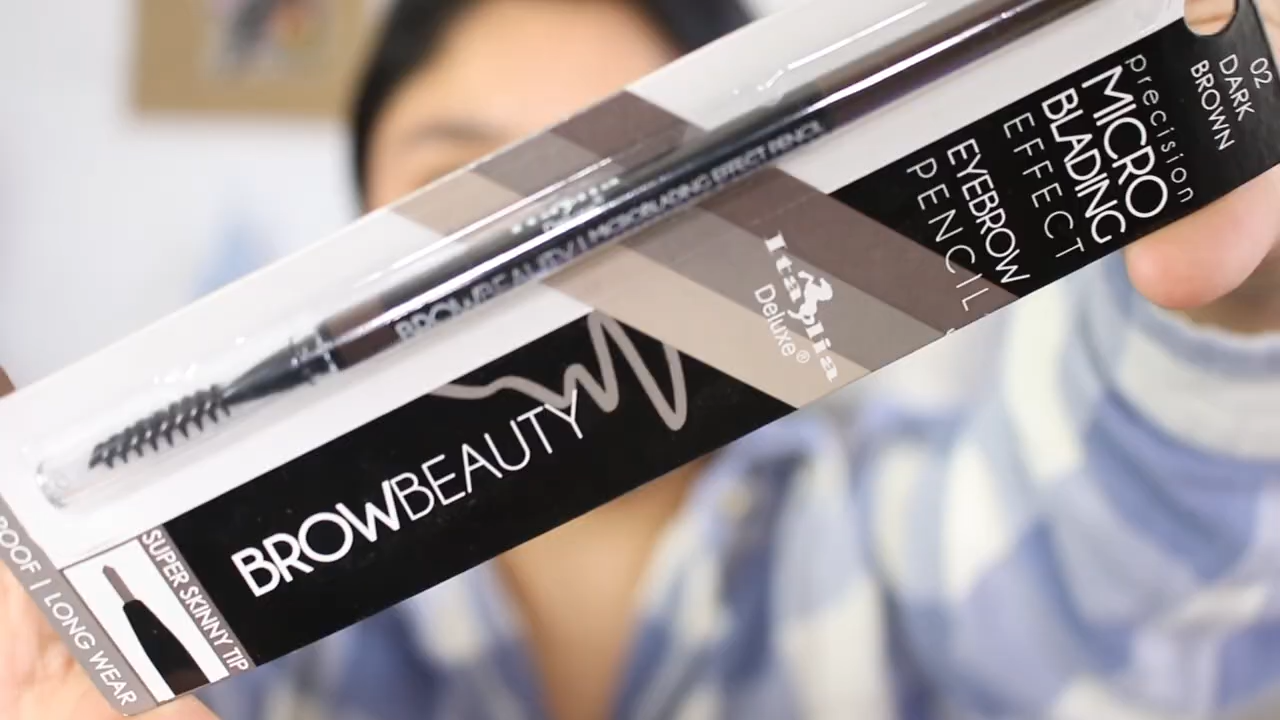 02
DARK
BROWN
precision
MICRO
BLADING
EFFECT
EYEBROW
PENCIL
Italia
Deluxe®
BROWBEAUTY | MICROBLADING EFFECT PENCIL
BROWBEAUTY
SUPER SKINNY TIP
ROOF | LONG WEAR